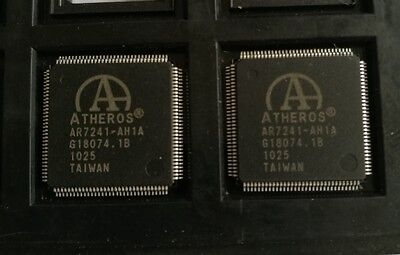 ATHEROS®
AR7241-AH1A
G18074.1B
1025
TAIWAN
ATHEROS®
AR7241-AH1A
G18074.1B
1025
TAIWAN